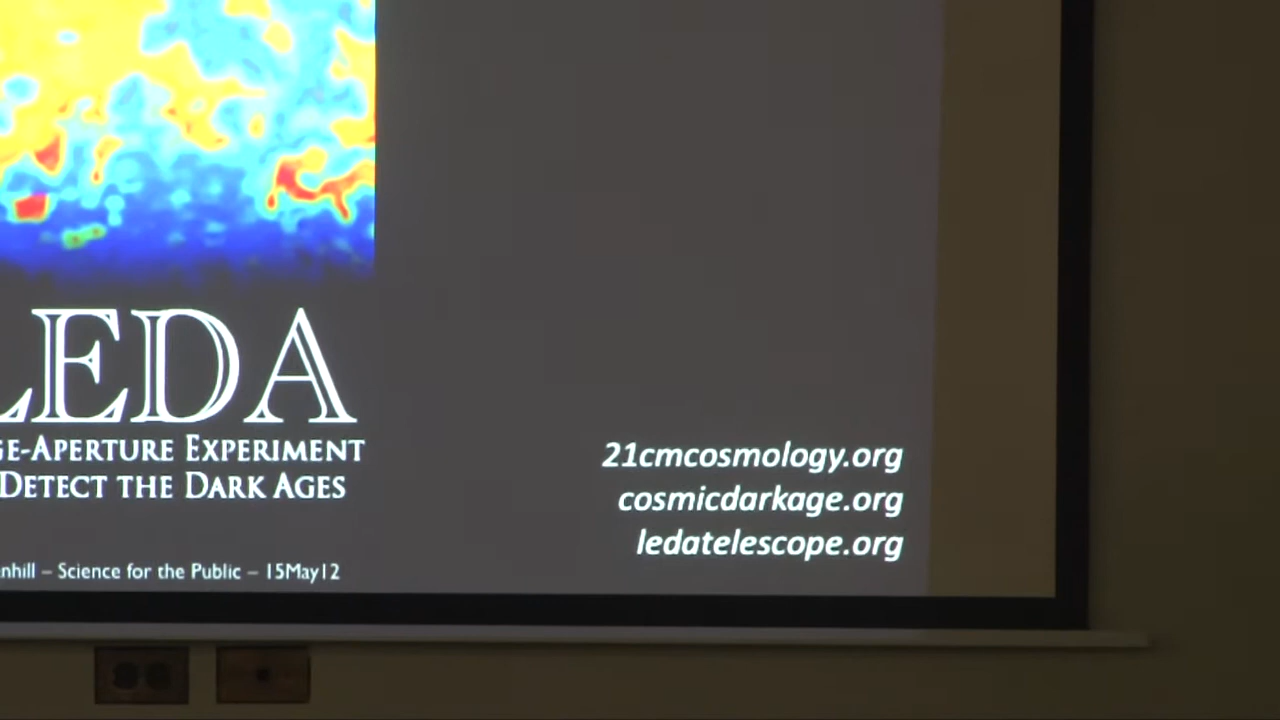 LEDA
GE-APERTURE EXPERIMENT
DETECT THE DARK AGES
nhill – Science for the Public – 15May12
21cmcosmology.org
cosmicdarkage.org
ledatelescope.org